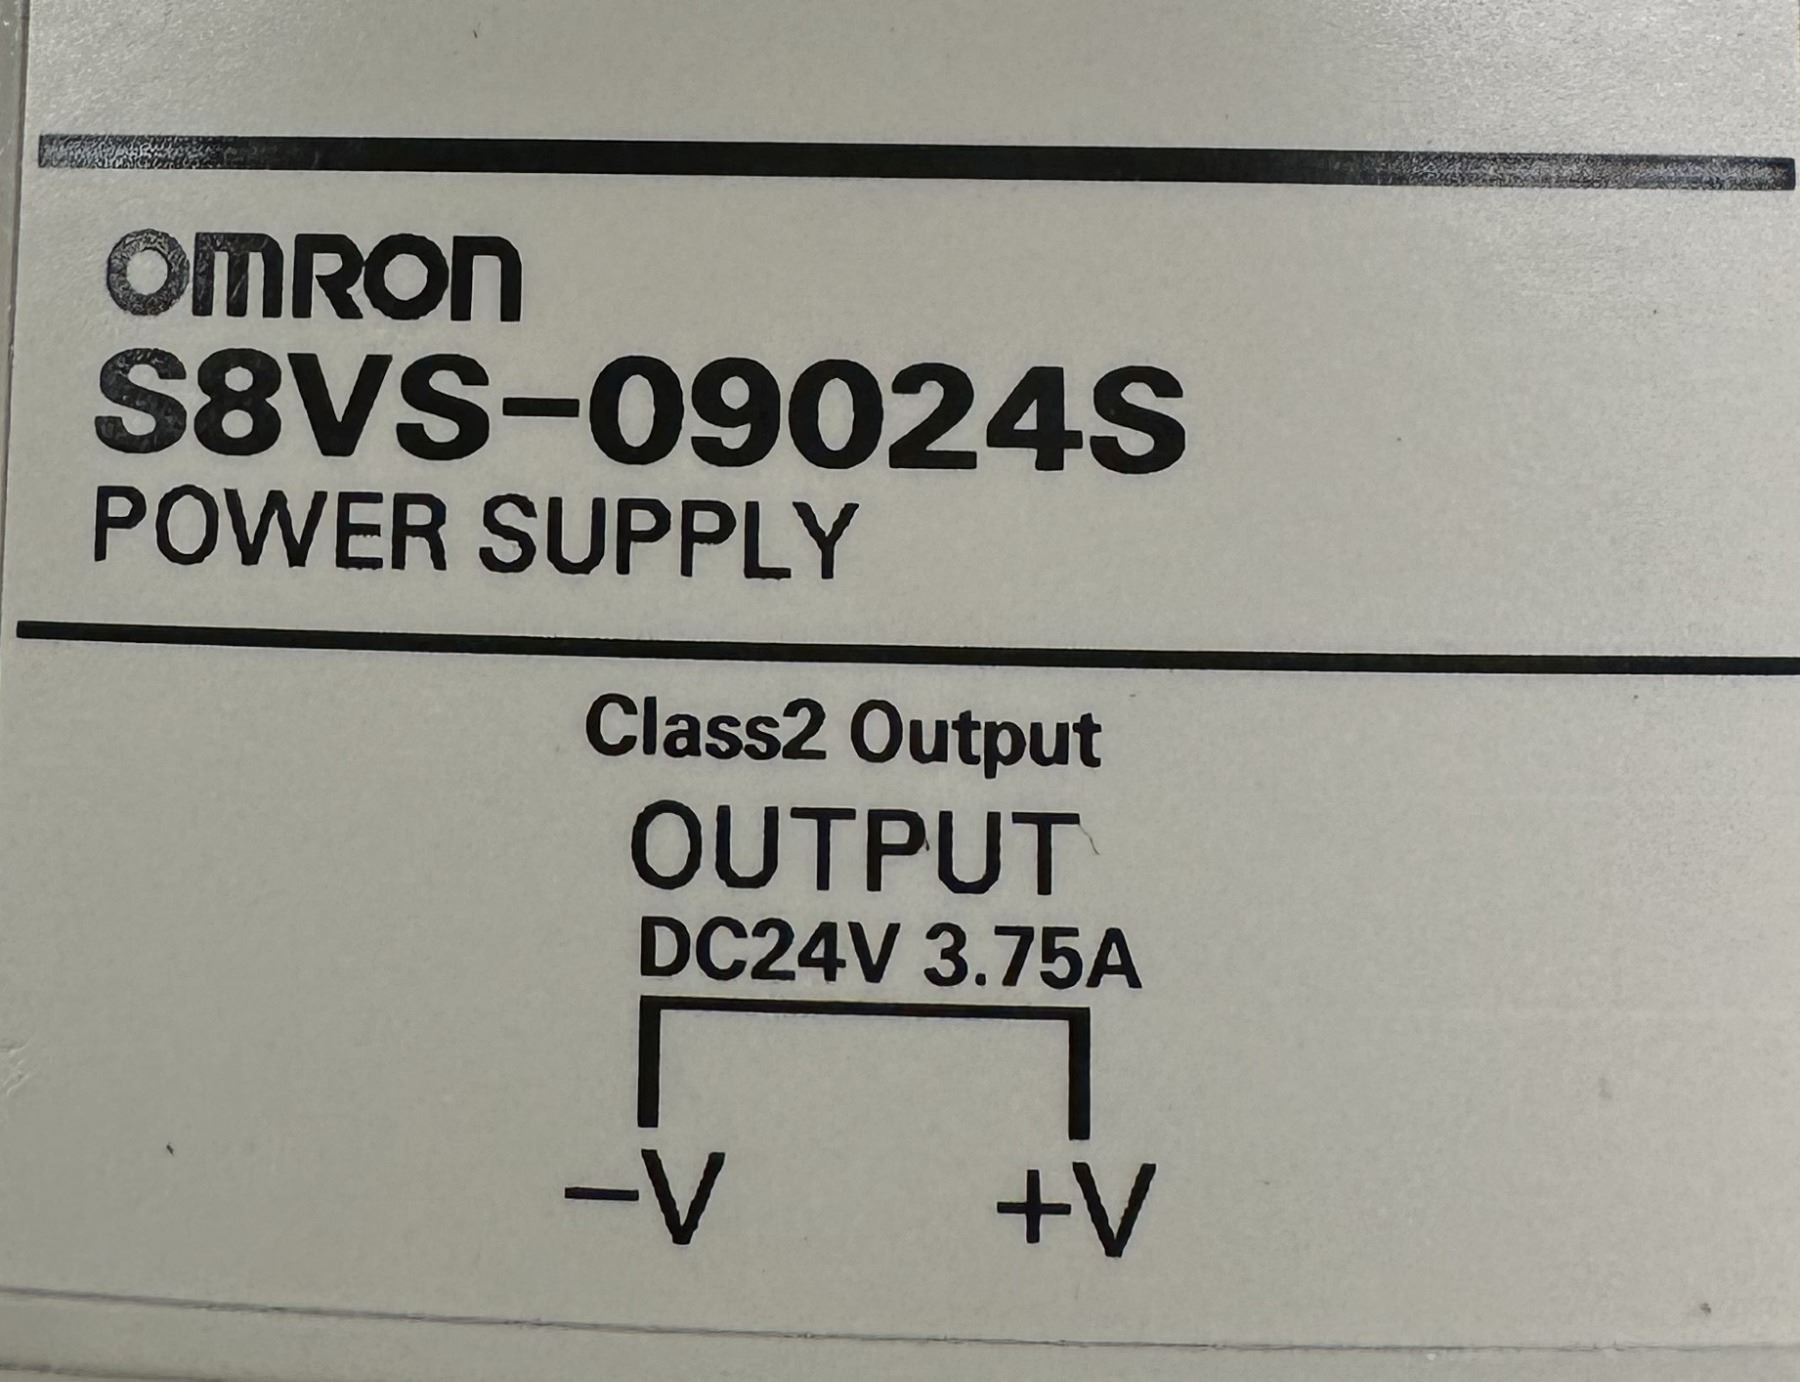 OMRON
S8VS-09024S
POWER SUPPLY
Class2 Output
OUTPUT
DC24V 3.75A
-V +V